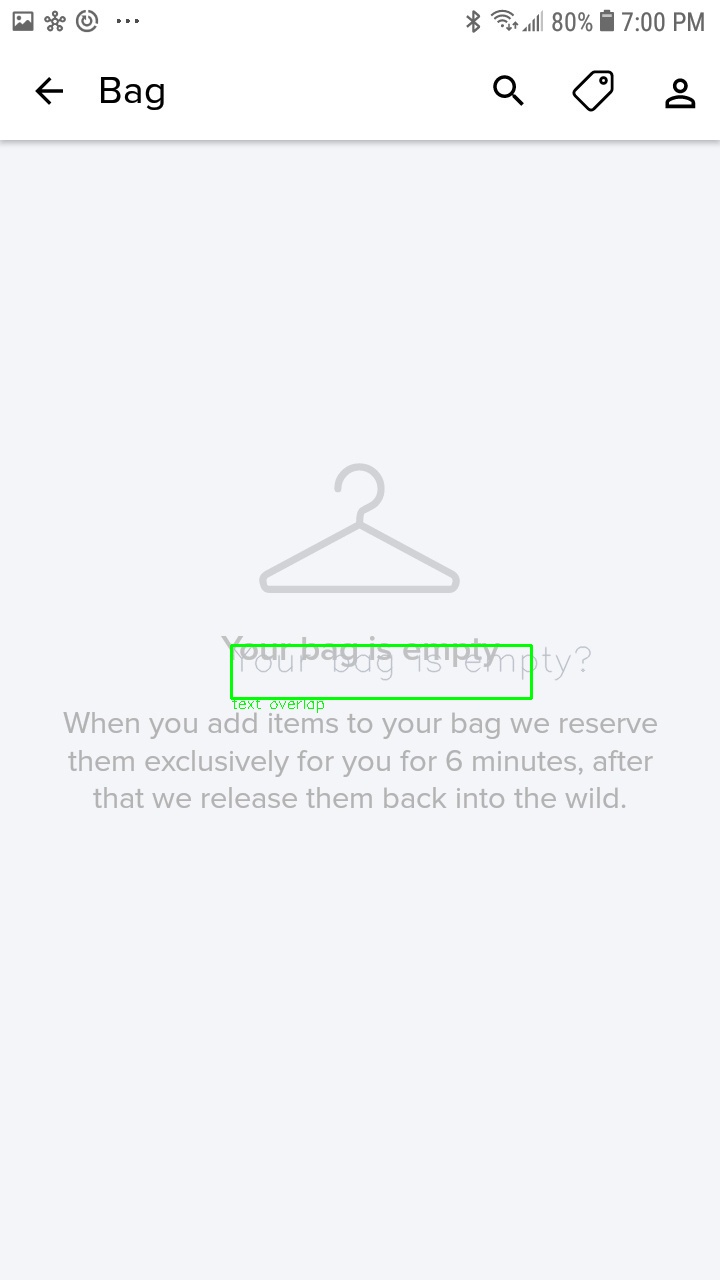 80% 7:00 PM
Bag
Your bag is empty
Your bag is empty?
text overlap
When you add items to your bag we reserve
them exclusively for you for 6 minutes, after
that we release them back into the wild.